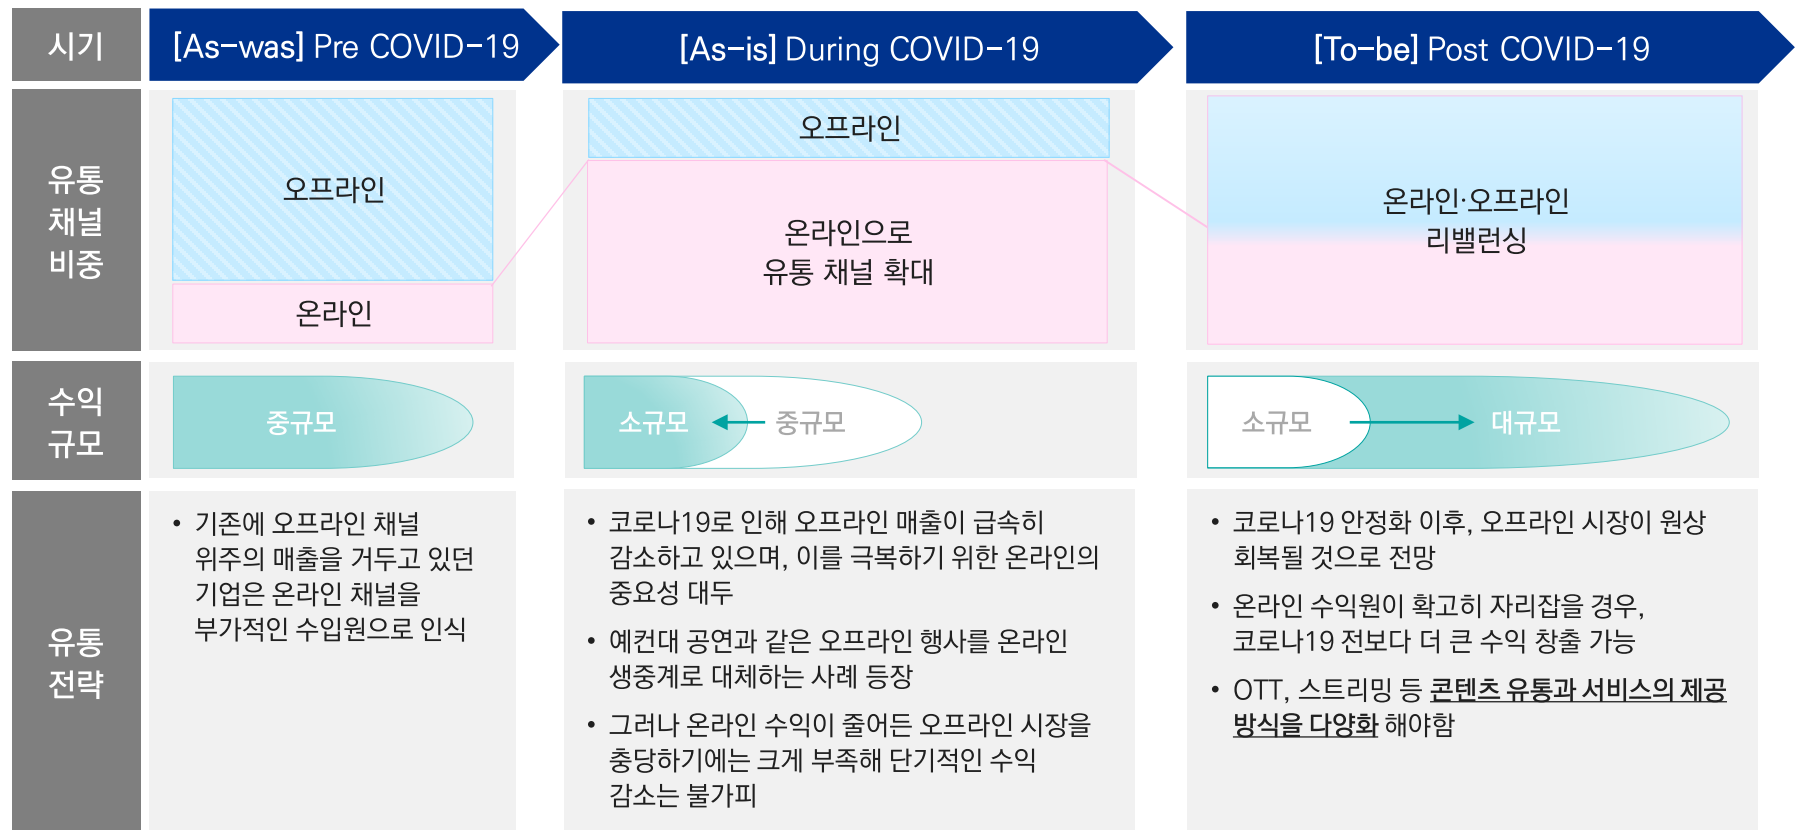 시기
[As-was] Pre COVID-19
[As-is] During COVID-19
[To-be] Post COVID-19
유통
채널
비중
오프라인
온라인
오프라인
온라인으로
유통 채널 확대
온라인·오프라인
리밸런싱
수익
규모
중규모
소규모
중규모
소규모
대규모
유통
전략
• 기존에 오프라인 채널
위주의 매출을 거두고 있던
기업은 온라인 채널을
부가적인 수입원으로 인식
• 코로나19로 인해 오프라인 매출이 급속히
감소하고 있으며, 이를 극복하기 위한 온라인의
중요성 대두
• 예컨대 공연과 같은 오프라인 행사를 온라인
생중계로 대체하는 사례 등장
• 그러나 온라인 수익이 줄어든 오프라인 시장을
충당하기에는 크게 부족해 단기적인 수익
감소는 불가피
• 코로나19 안정화 이후, 오프라인 시장이 원상
회복될 것으로 전망
• 온라인 수익원이 확고히 자리잡을 경우,
코로나19 전보다 더 큰 수익 창출 가능
• OTT, 스트리밍 등 콘텐츠 유통과 서비스의 제공
방식을 다양화 해야함